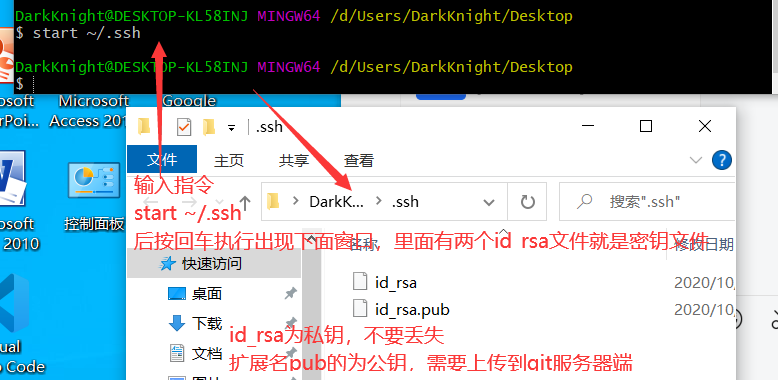 DarkKnight@DESKTOP-KL58INJ MINGW64 /d/Users/DarkKnight/Desktop
$ start ~/.ssh
DarkKnight@DESKTOP-KL58INJ MINGW64 /d/Users/DarkKnight/Desktop
$
osoft
rPoi...
Microsoft
Access 201
Google
.ssh
文件
主页
共享
查看
输入指令
start ~/.ssh
后按回车执行出现下面窗口，里面有两个id_rsa文件就是密钥文件
DarkK...
.ssh
搜索".ssh"
osoft
2010
控制面板
名称
修改日期
快速访问
桌面
下载
文档
id_rsa
2020/10,
id_rsa.pub
2020/10,
id_rsa为私钥，不要丢失
扩展名pub的为公钥，需要上传到git服务器端
ual
o Code